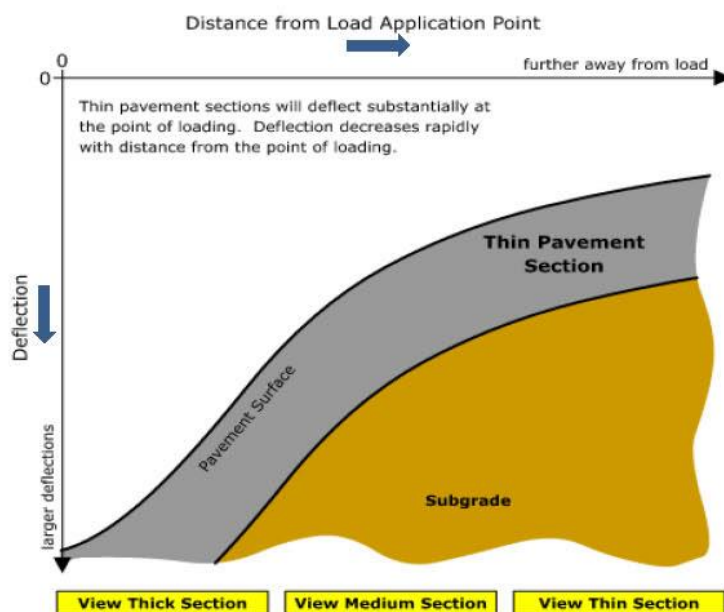 Distance from Load Application Point
0
further away from load
0
Thin pavement sections will deflect substantially at
the point of loading. Deflection decreases rapidly
with distance from the point of loading.
Thin Pavement
Section
Deflection
Pavement Surface
larger deflections
Subgrade
View Thick Section
View Medium Section
View Thin Section